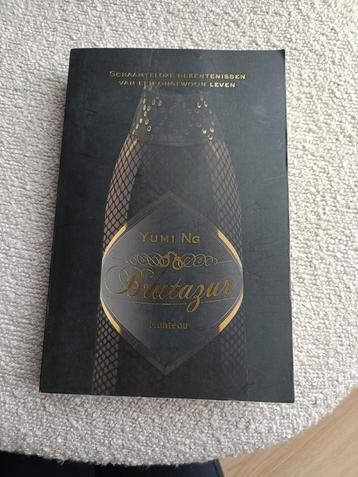 SCHAAMTELOZE BEKENTENISSEN
VAN EEN ONGEWOON LEVEN
YUMI NG
Brutazur
Manteau